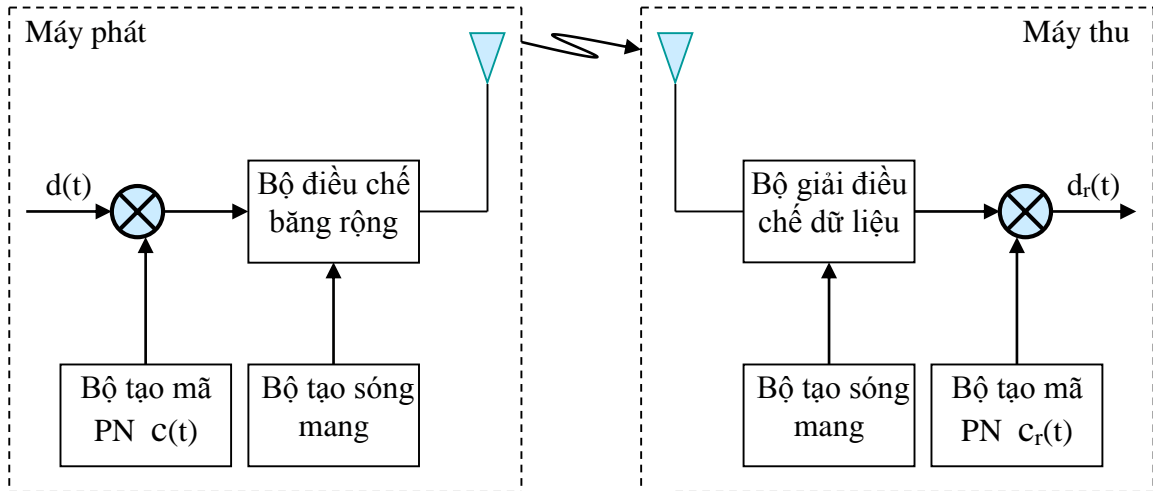 Máy phát
Máy thu
d(t)
Bộ điều chế
băng rộng
Bộ giải điều
chế dữ liệu
dr(t)
Bộ tạo mã
PN c(t)
Bộ tạo sóng
mang
Bộ tạo sóng
mang
Bộ tạo mã
PN cr(t)